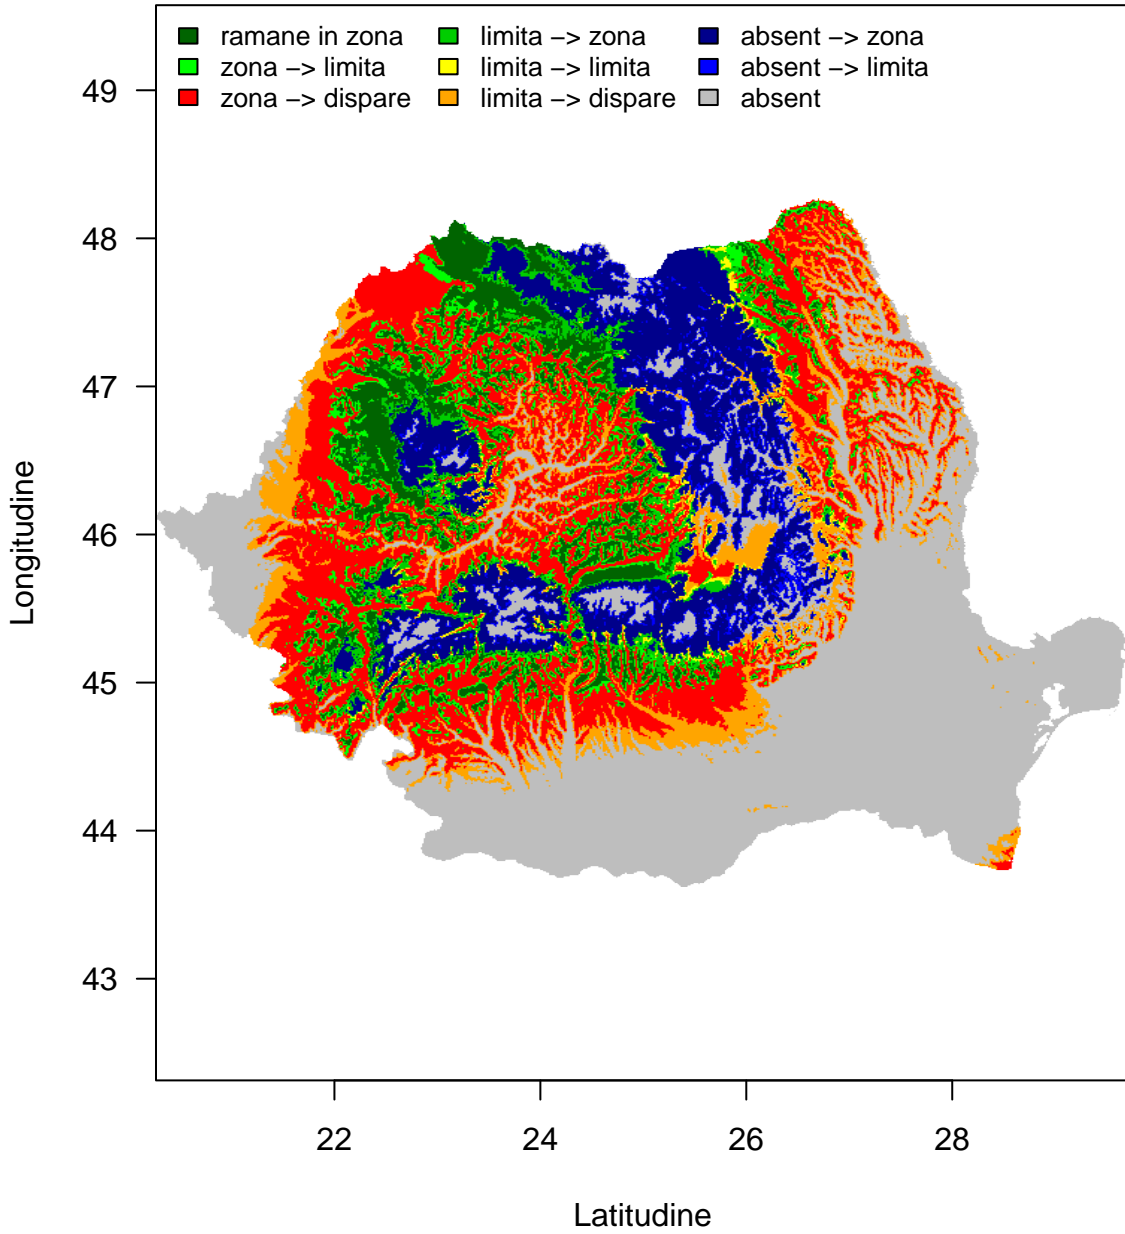 ramane in zona limita −> zona absent −> zona
zona −> limita limita −> limita absent −> limita
zona −> dispare limita −> dispare absent
49
48
47
46
45
44
43
Longitudine
22 24 26 28
Latitudine